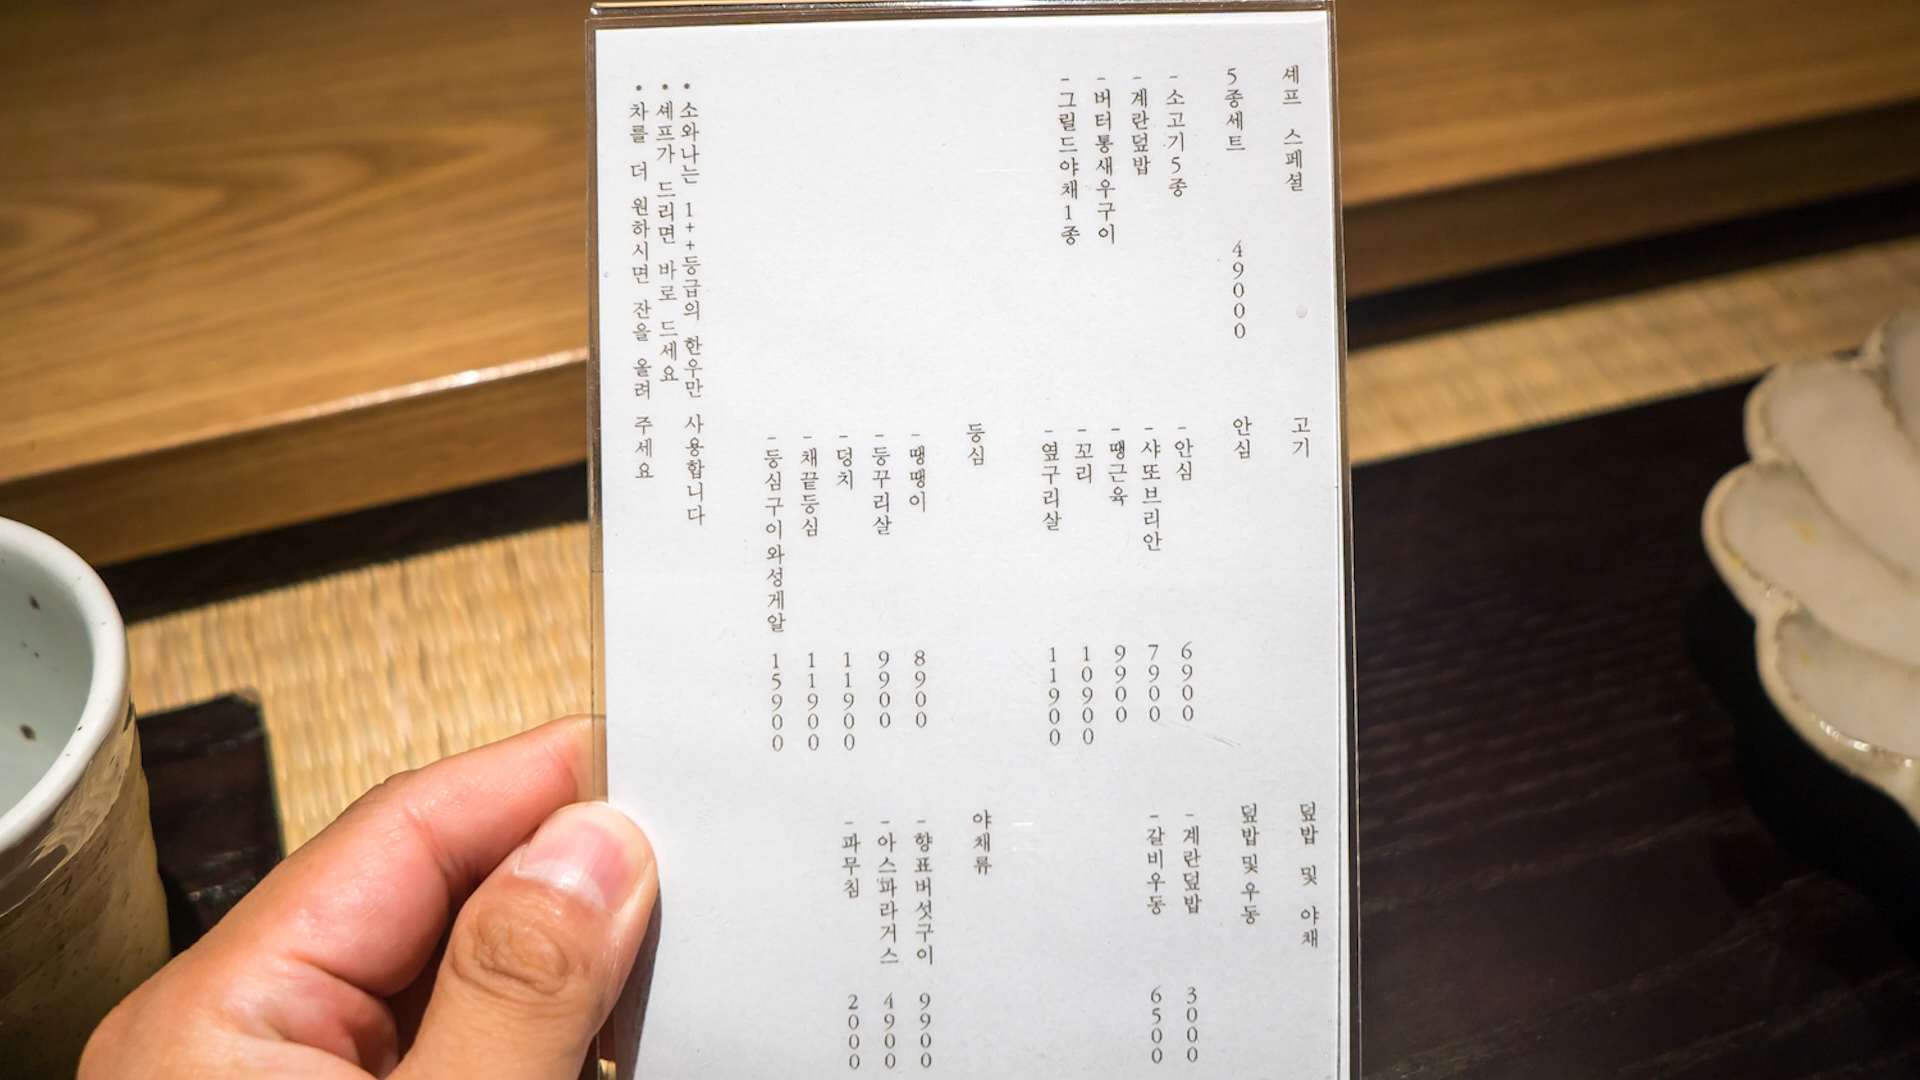 셰프 스페셜
5종세트 49000
- 소고기5종
- 계란덮밥
- 버터통새우구이
- 그릴드야채1종
고기
안심
- 안심 6900
- 샤또브리안 7900
- 땡근육 9900
- 꼬리 10900
- 옆구리살 11900
등심
- 땡땡이 8900
- 등꾸리살 9900
- 덩치 11900
- 채끝등심 11900
- 등심구이와성게알 15900
덮밥 및 야채
덮밥및우동
- 계란덮밥 3000
- 갈비우동 6500
야채류
- 향표버섯구이 9900
- 아스파라거스 4900
- 파무침 2000
* 소와나는 1++등급의 한우만 사용합니다
* 셰프가 드리면 바로 드세요
* 차를 더 원하시면 잔을 올려 주세요